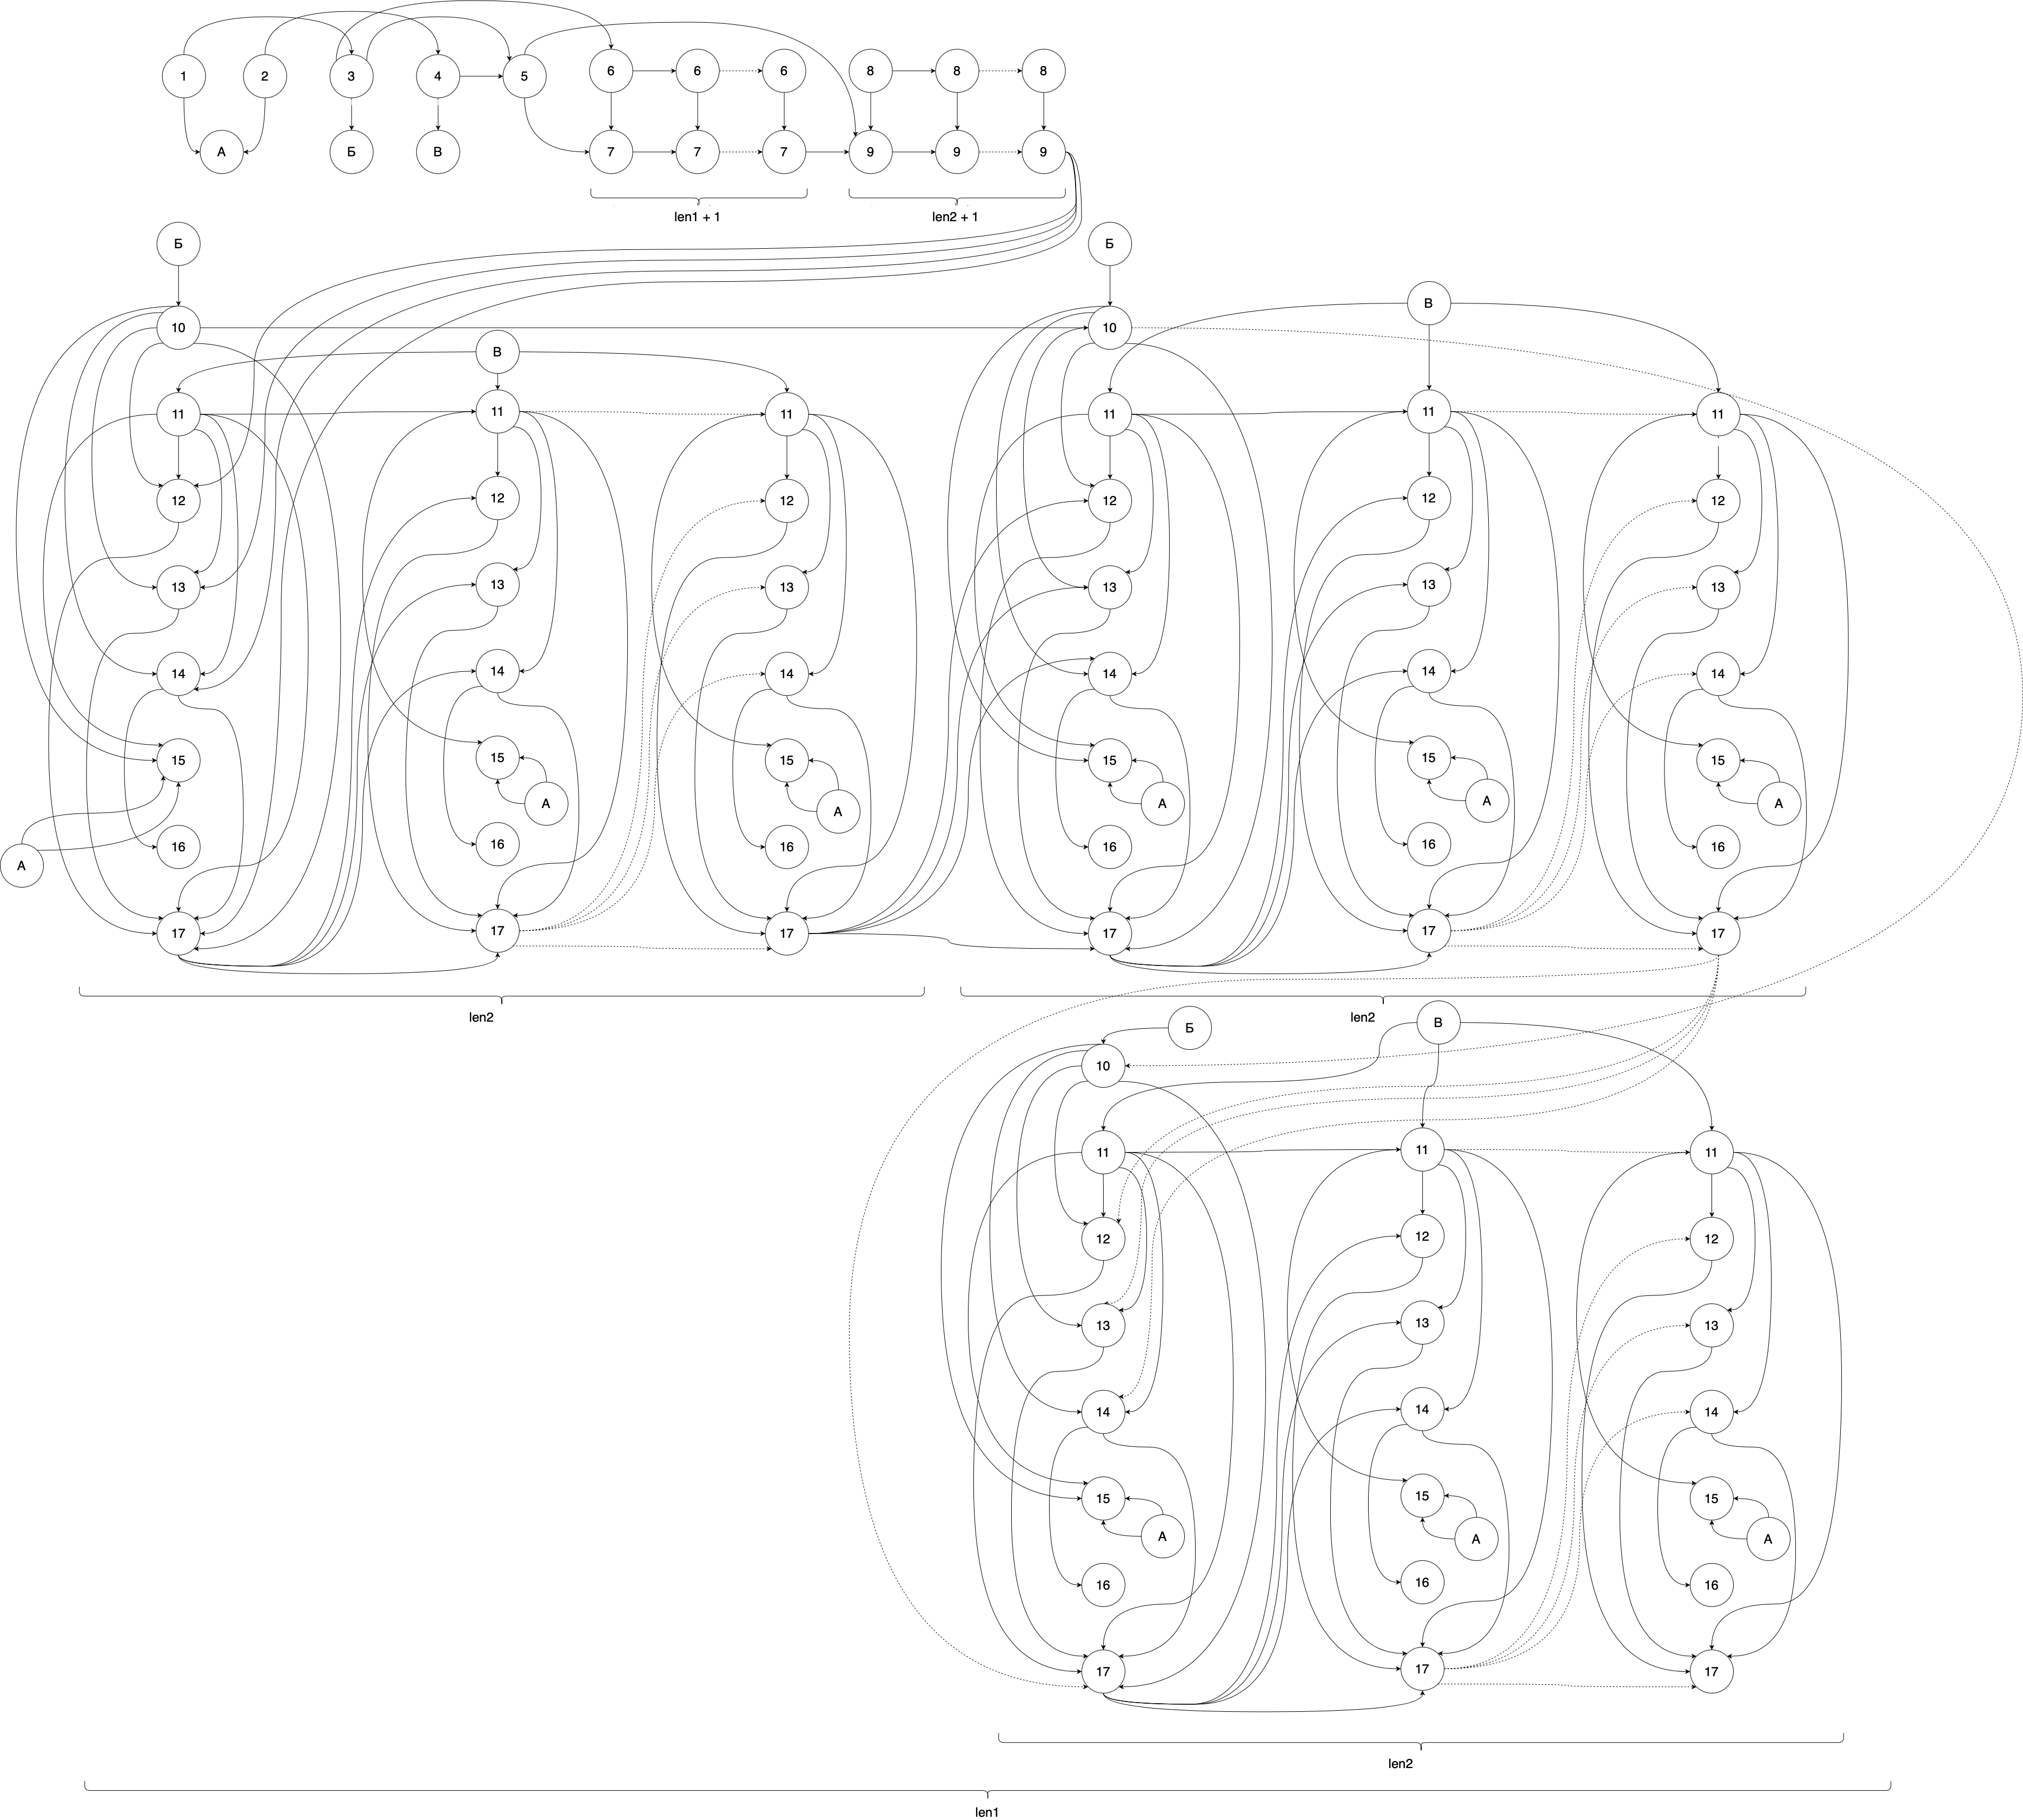 1 2 3 4 5 6 6 6 8 8 8
А Б В 7 7 7 9 9 9
len1 + 1 len2 + 1
Б Б
В
10 10
В
11 11 11 11 11 11
12 12 12 12 12 12
13 13 13 13 13 13
14 14 14 14 14 14
15 15 15 15 15 15
А А А А А
16 16 16 16 16 16
А
17 17 17 17 17 17
len2 len2
Б В
10
11 11 11
12 12 12
13 13 13
14 14 14
15 15 15
А А А
16 16 16
17 17 17
len2
len1